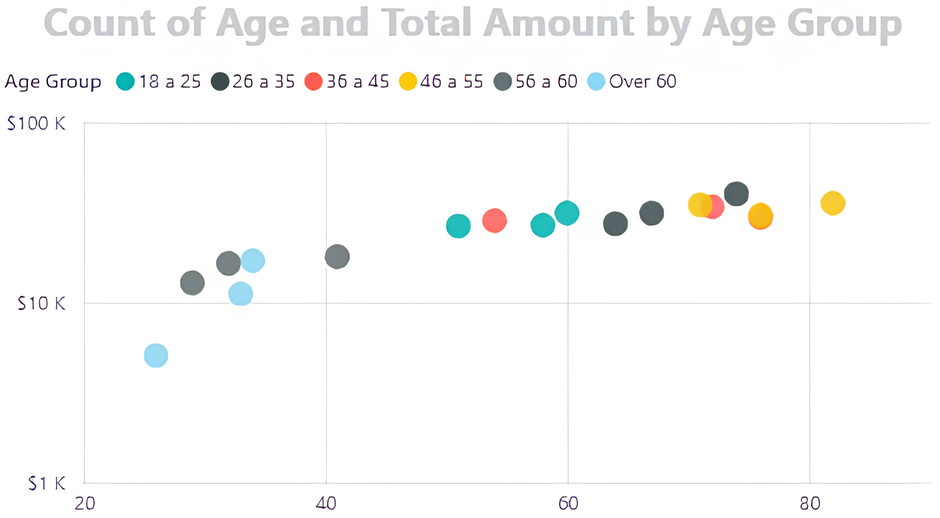 Count of Age and Total Amount by Age Group
Age Group 18 a 25 26 a 35 36 a 45 46 a 55 56 a 60 Over 60
$100 K
$10 K
$1 K
20 40 60 80